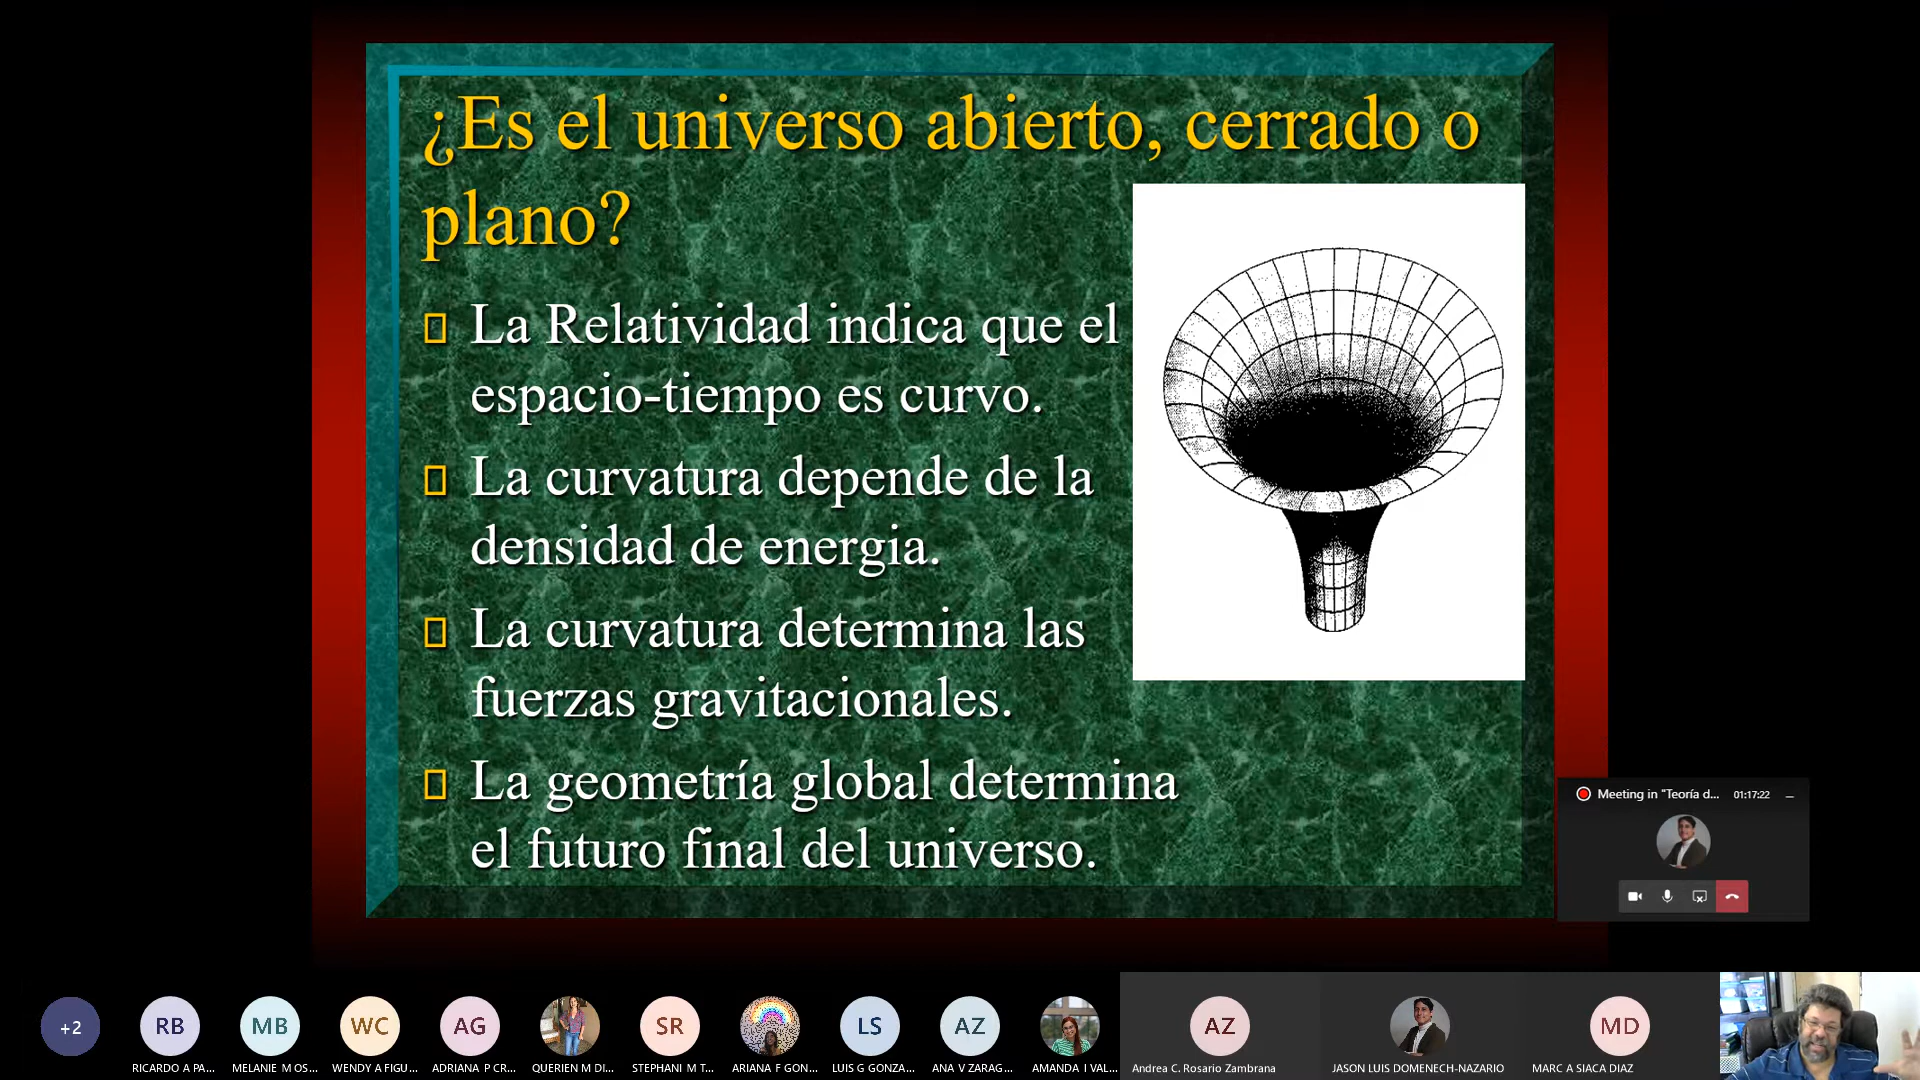 ¿Es el universo abierto, cerrado o
plano?
La Relatividad indica que el
espacio-tiempo es curvo.
La curvatura depende de la
densidad de energia.
La curvatura determina las
fuerzas gravitacionales.
La geometría global determina
el futuro final del universo.
Meeting in "Teoría d... 01:17:22
+2 RB MB WC AG SR LS AZ AZ MD
RICARDO A PA... MELANIE M OS... WENDY A FIGU... ADRIANA P CR... QUERIEN M DI... STEPHANI M T... ARIANA F GON... LUIS G GONZA... ANA V ZARAG... AMANDA I VAL... Andrea C. Rosario Zambrana JASON LUIS DOMENECH-NAZARIO MARC A SIACA DIAZ